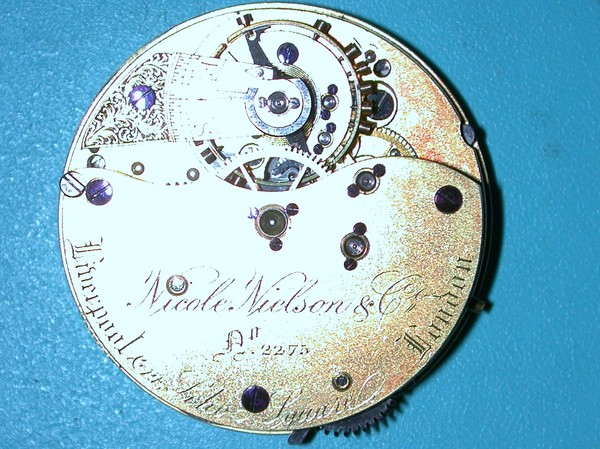 Nicole Nielson & Co
No. 2275
Liverpool Soho Square London